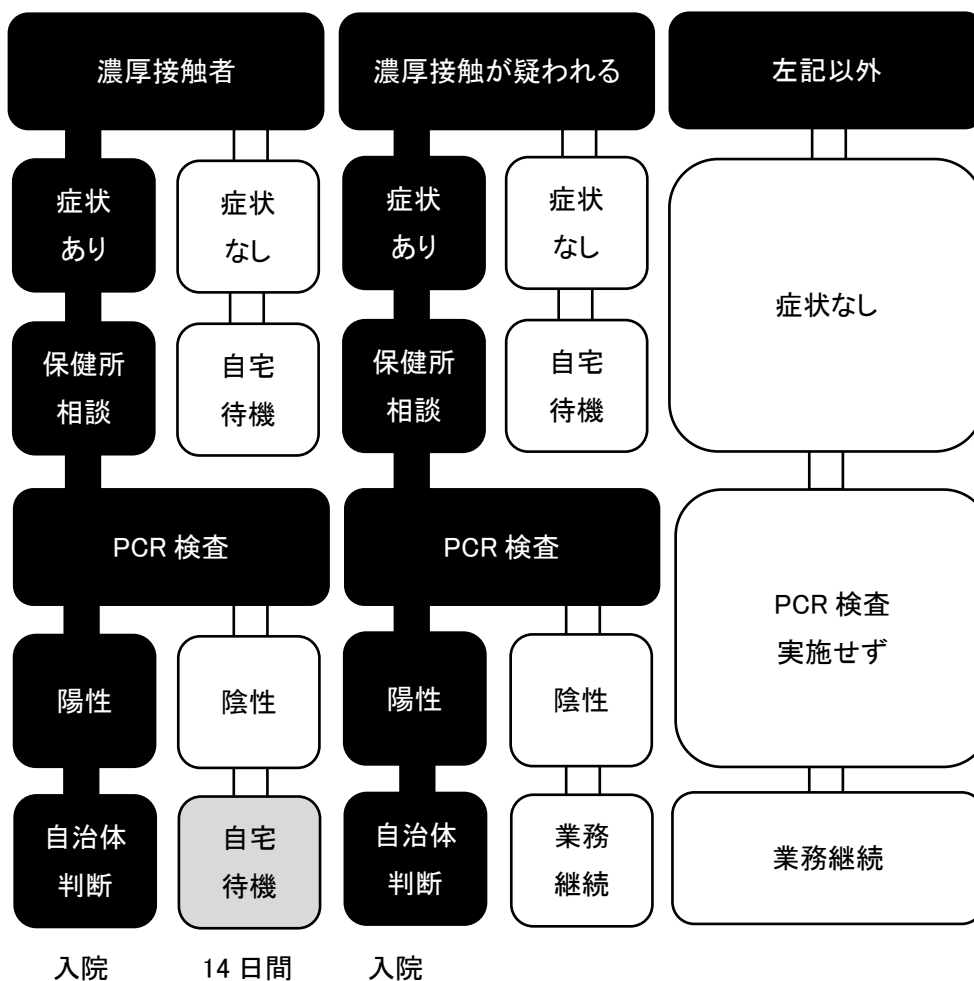 濃厚接触者
濃厚接触が疑われる
左記以外
症状
あり
症状
なし
症状
あり
症状
なし
症状なし
保健所
相談
自宅
待機
保健所
相談
自宅
待機
PCR 検査
PCR 検査
PCR 検査
実施せず
陽性
陰性
陽性
陰性
自治体
判断
自宅
待機
自治体
判断
業務
継続
業務継続
入院
14 日間
入院